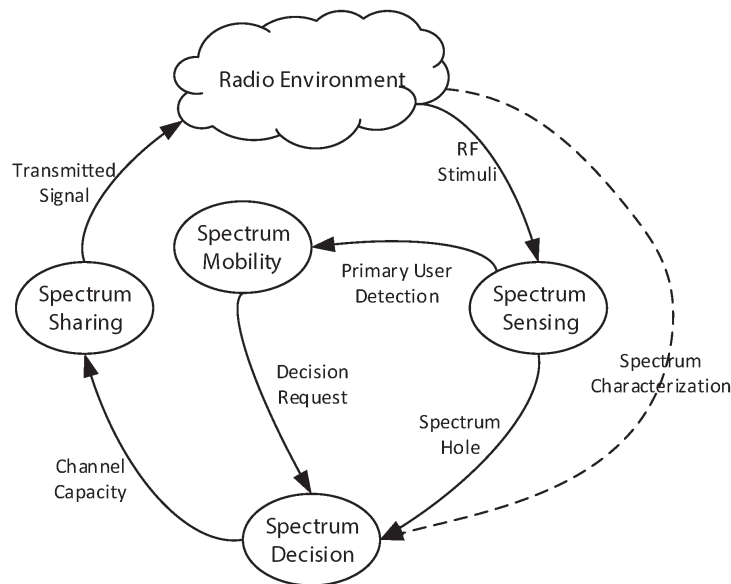 Radio Environment
RF
Stimuli
Transmitted
Signal
Spectrum
Mobility
Primary User
Detection
Spectrum
Sharing
Spectrum
Sensing
Decision
Request
Spectrum
Characterization
Spectrum
Hole
Channel
Capacity
Spectrum
Decision